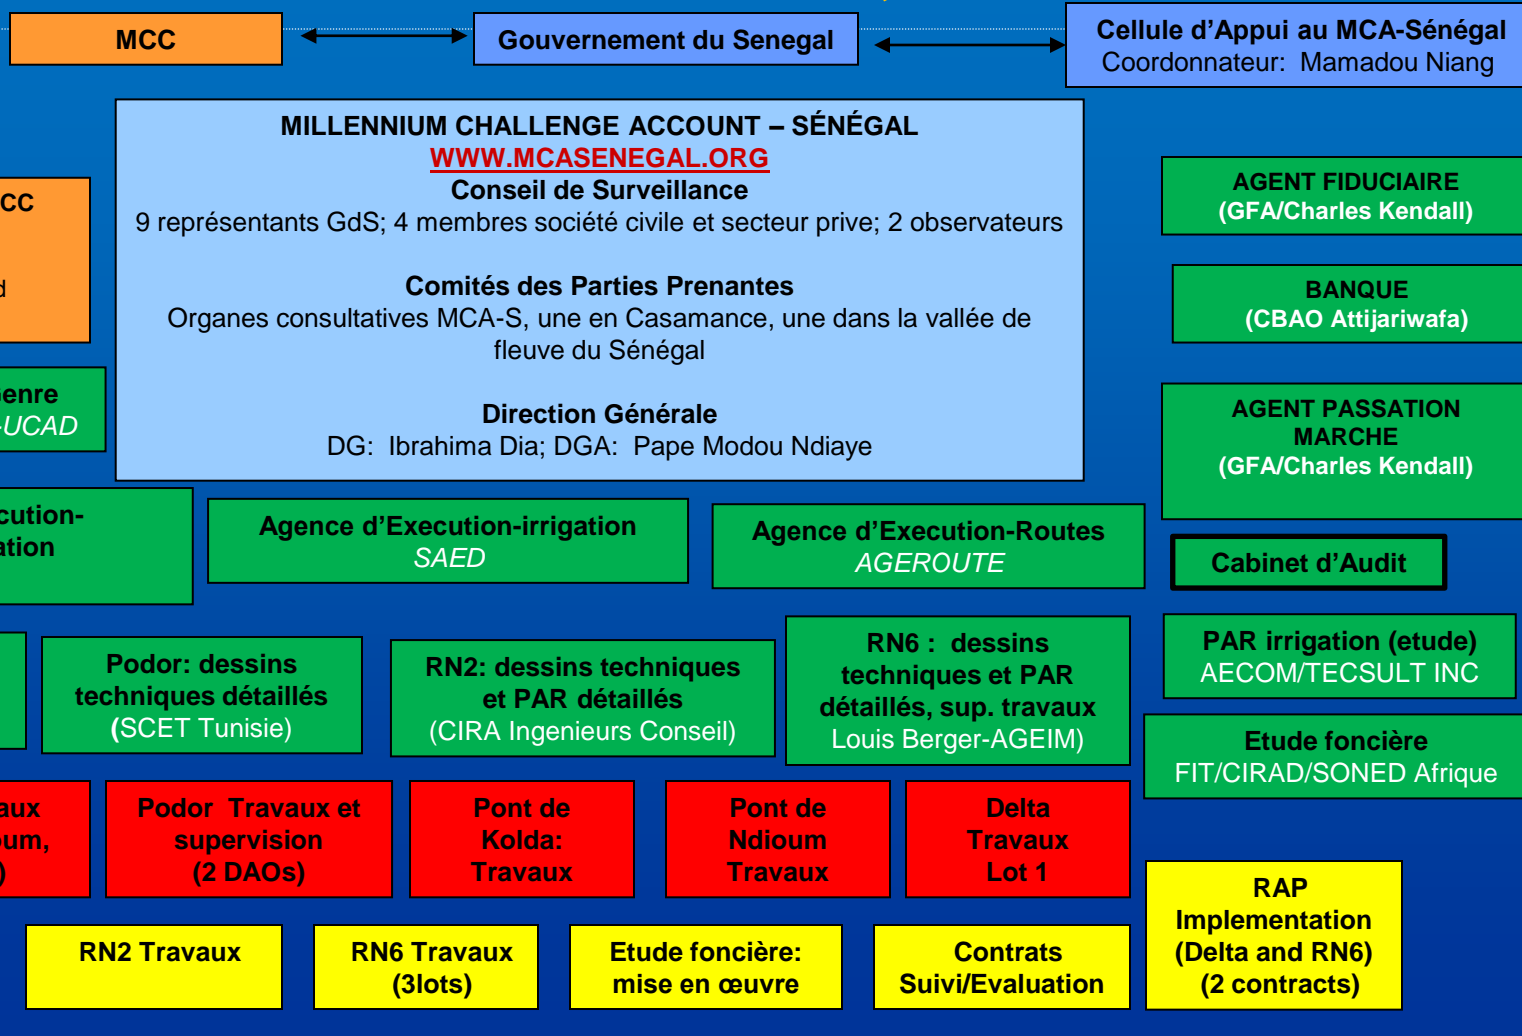 MCC
Gouvernement du Senegal
Cellule d’Appui au MCA-Sénégal
Coordonnateur: Mamadou Niang
MILLENNIUM CHALLENGE ACCOUNT – SÉNÉGAL
WWW.MCASENEGAL.ORG
Conseil de Surveillance
9 représentants GdS; 4 membres société civile et secteur prive; 2 observateurs
Comités des Parties Prenantes
Organes consultatives MCA-S, une en Casamance, une dans la vallée de
fleuve du Sénégal
Direction Générale
DG: Ibrahima Dia; DGA: Pape Modou Ndiaye
AGENT FIDUCIAIRE
(GFA/Charles Kendall)
BANQUE
(CBAO Attijariwafa)
AGENT PASSATION
MARCHE
(GFA/Charles Kendall)
Cabinet d’Audit
CC
d
enre
-UCAD
cution-
ation
Agence d’Execution-irrigation
SAED
Agence d’Execution-Routes
AGEROUTE
Podor: dessins
techniques détaillés
(SCET Tunisie)
RN2: dessins techniques
et PAR détaillés
(CIRA Ingenieurs Conseil)
RN6 : dessins
techniques et PAR
détaillés, sup. travaux
Louis Berger-AGEIM)
PAR irrigation (etude)
AECOM/TECSULT INC
Etude foncière
FIT/CIRAD/SONED Afrique
aux
oum,
)
Podor Travaux et
supervision
(2 DAOs)
Pont de
Kolda:
Travaux
Pont de
Ndioum
Travaux
Delta
Travaux
Lot 1
RAP
Implementation
(Delta and RN6)
(2 contracts)
RN2 Travaux
RN6 Travaux
(3lots)
Etude foncière:
mise en œuvre
Contrats
Suivi/Evaluation